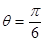 θ = π/6